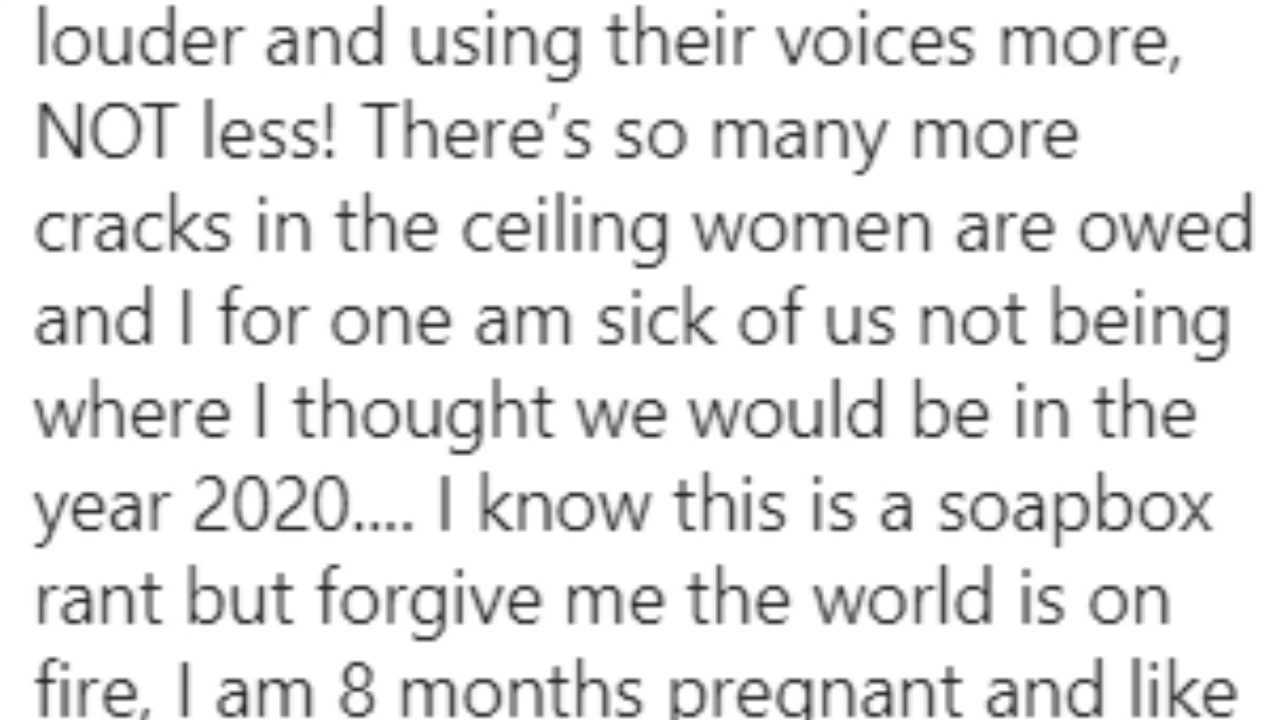 louder and using their voices more,
NOT less! There’s so many more
cracks in the ceiling women are owed
and I for one am sick of us not being
where I thought we would be in the
year 2020.... I know this is a soapbox
rant but forgive me the world is on
fire, I am 8 months pregnant and like